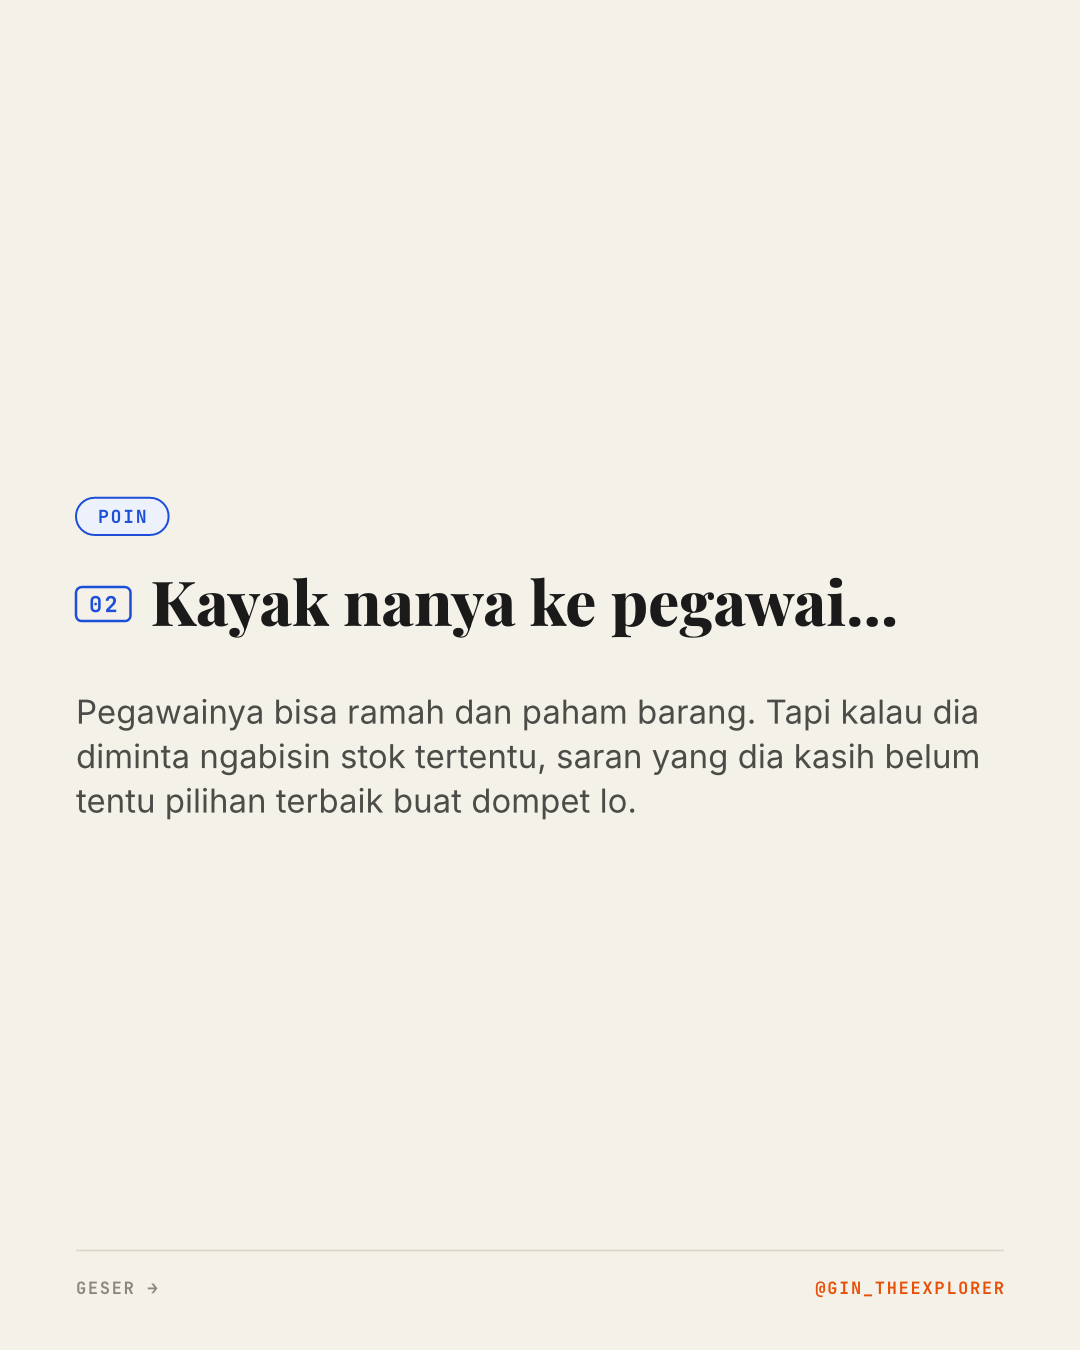 POIN
02 Kayak nanya ke pegawai...
Pegawainya bisa ramah dan paham barang. Tapi kalau dia
diminta ngabisin stok tertentu, saran yang dia kasih belum
tentu pilihan terbaik buat dompet lo.
GESER →
@GIN_THEEXPLORER